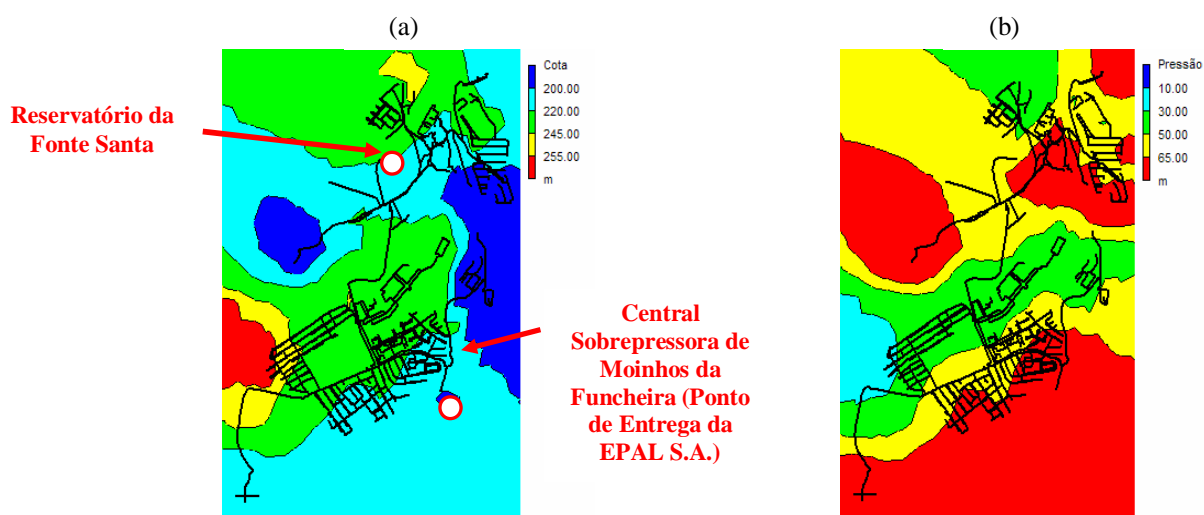 (a)
(b)
Reservatório da
Fonte Santa
Cota
200.00
220.00
245.00
255.00
m
Central
Sobrepressora de
Moinhos da
Funcheira (Ponto
de Entrega da
EPAL S.A.)
Pressão
10.00
30.00
50.00
65.00
m